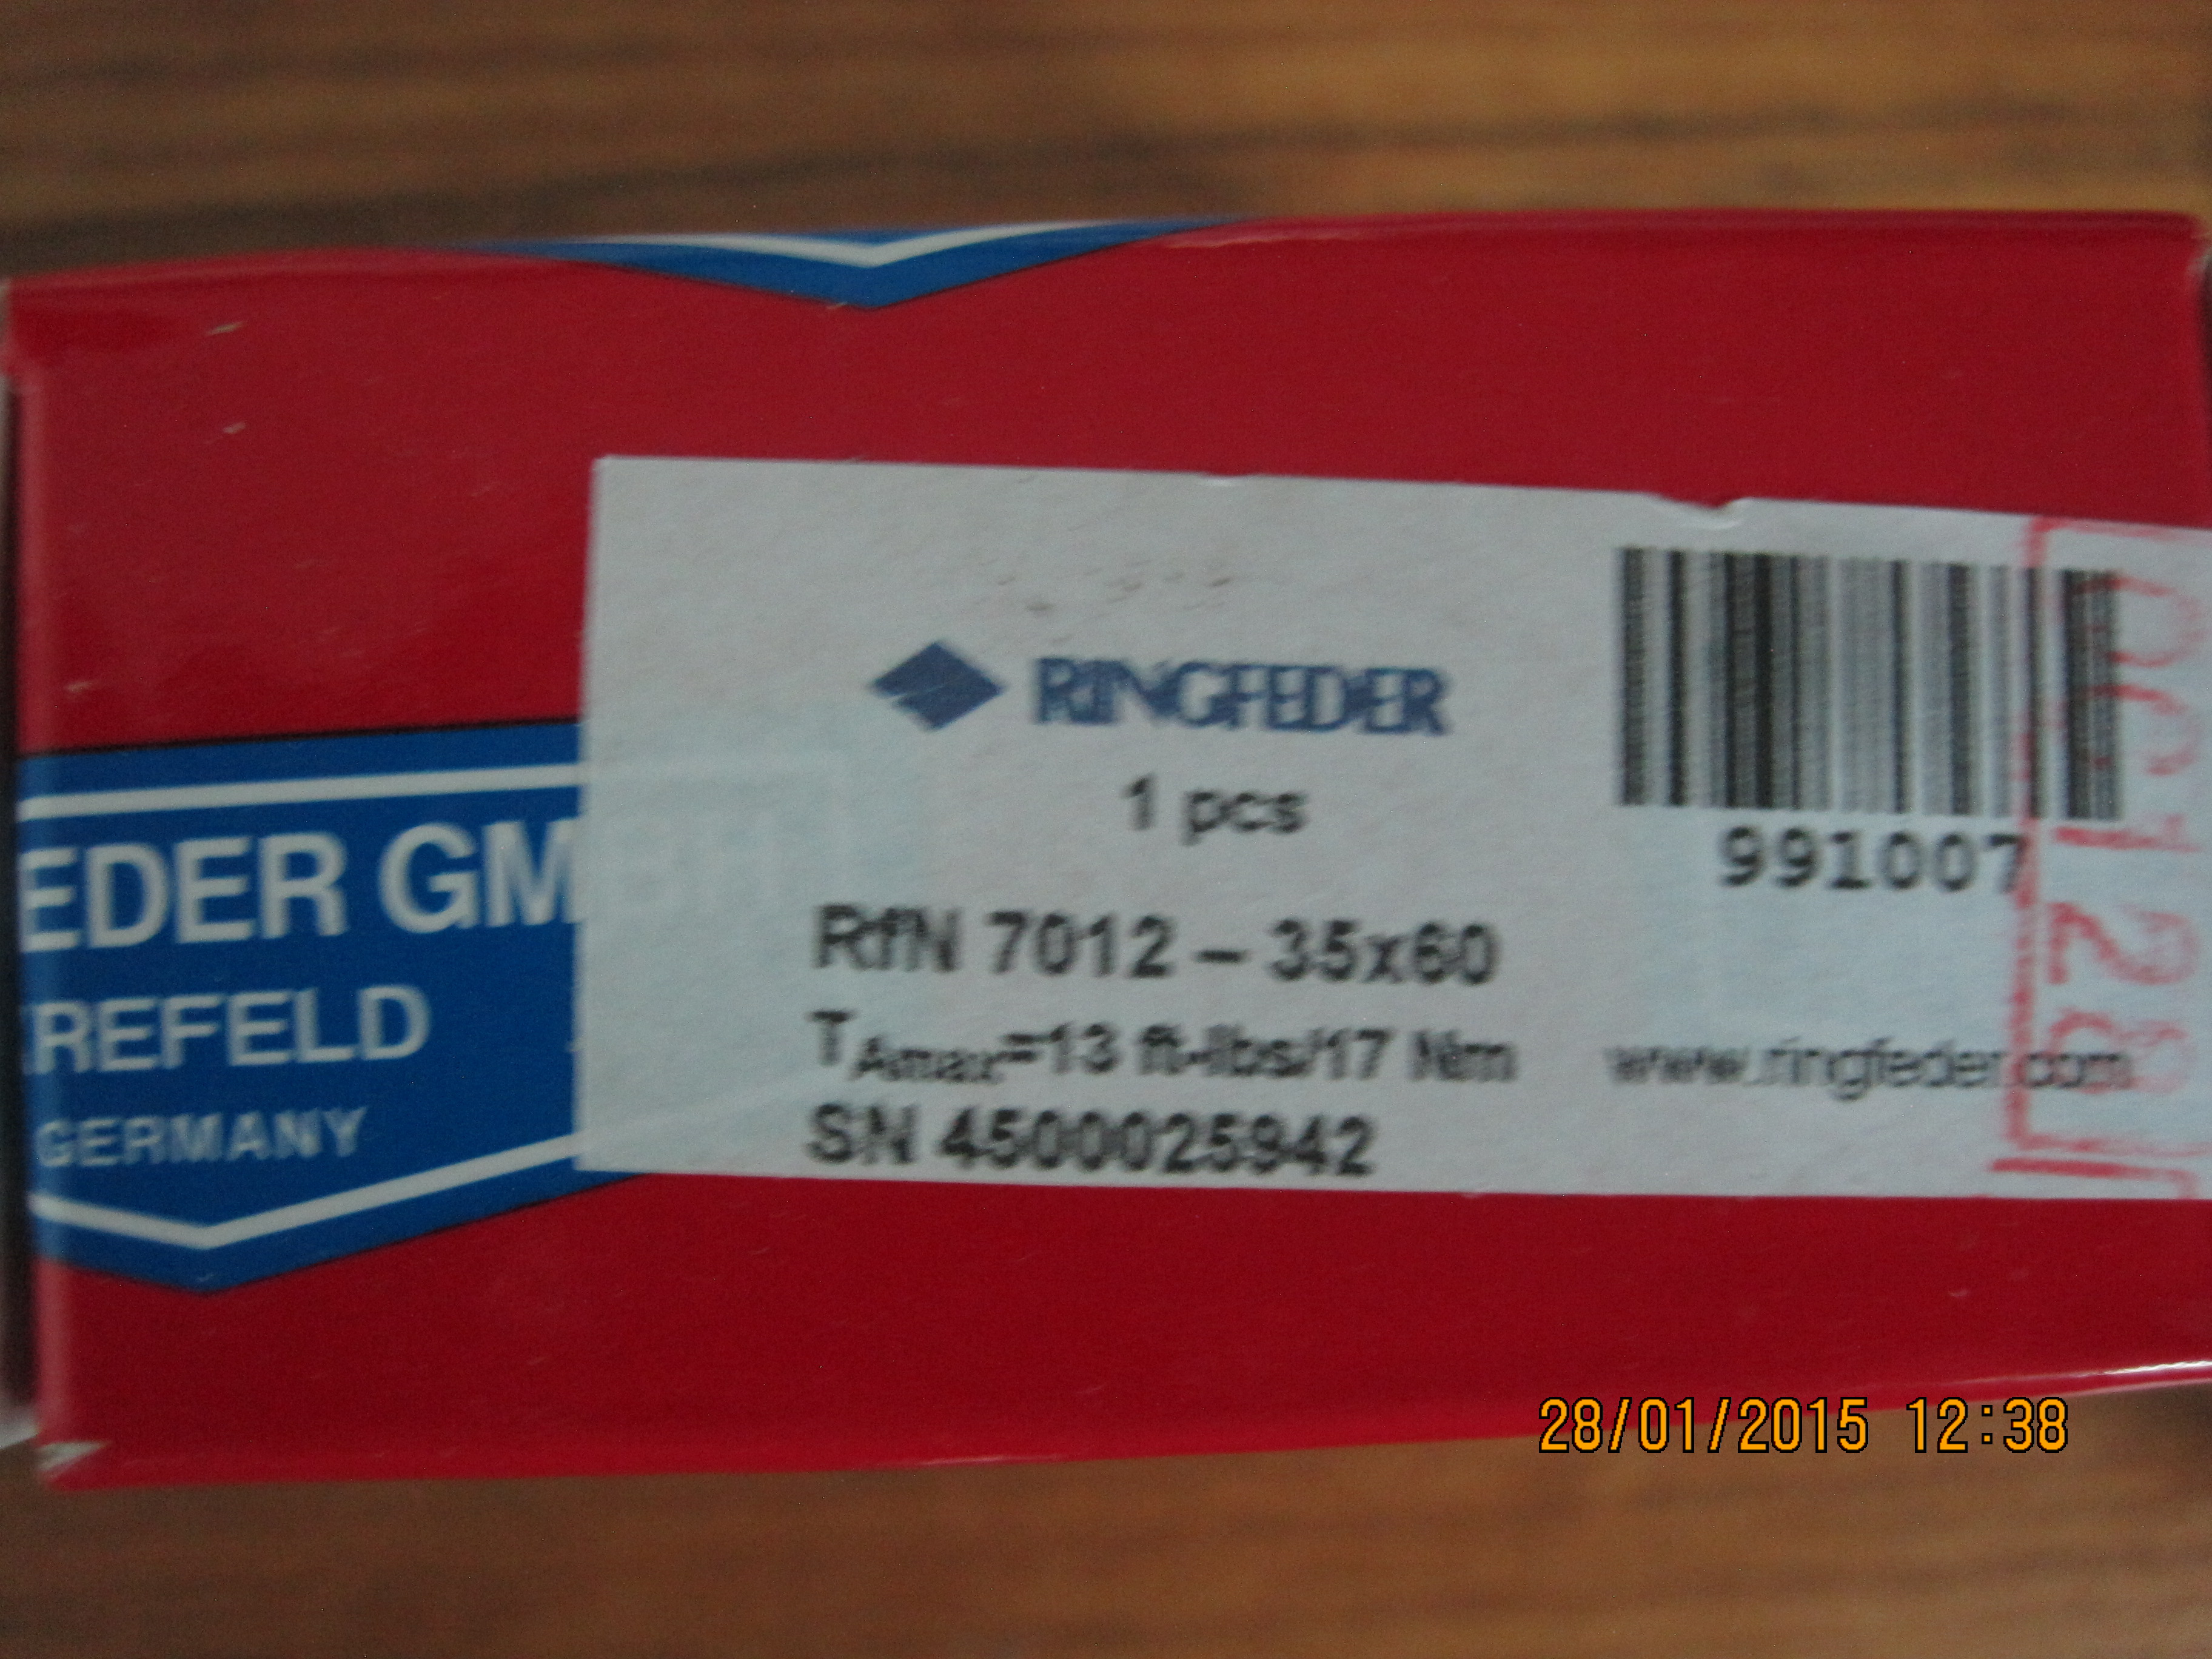 EDER GM
REFELD
GERMANY
RINGFEDER
1 pcs
RfN 7012 – 35x60
TAmax=13 ft-lbs/17 Nm
SN 4500025942
991007
www.ringfeder.com
28/01/2015 12:38